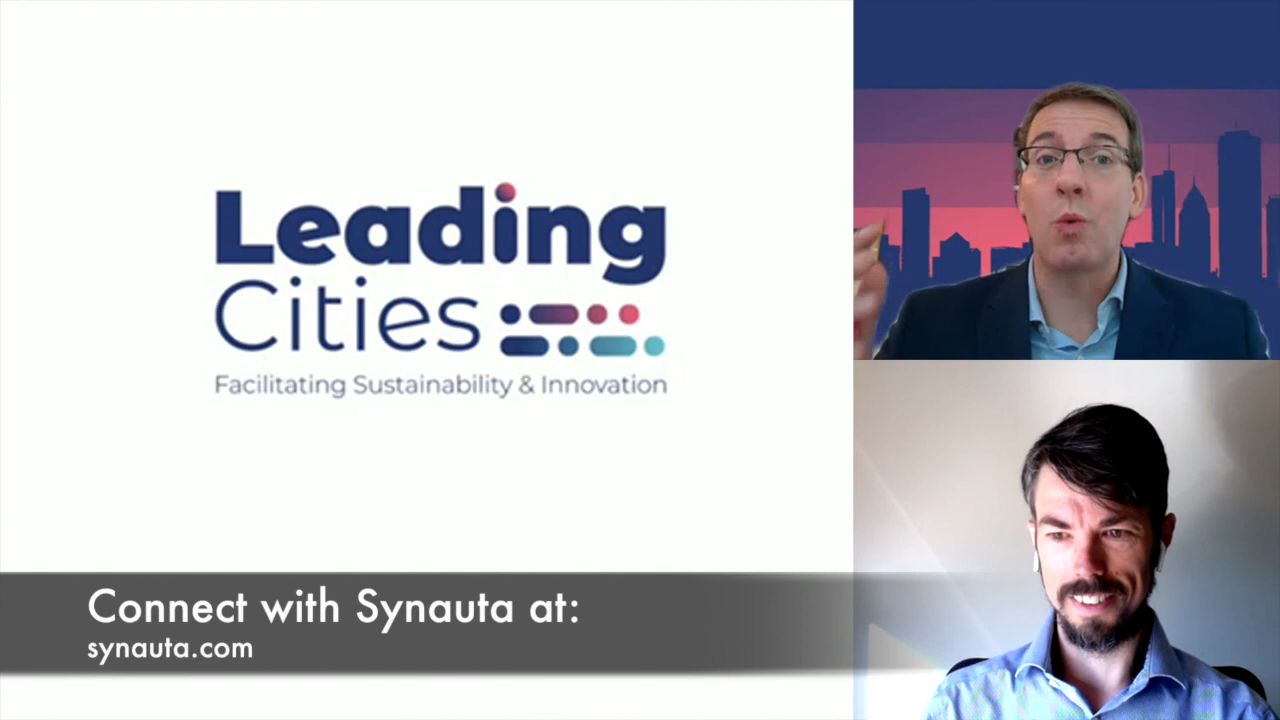 Leading
Cities
Facilitating Sustainability & Innovation
Connect with Synauta at:
synauta.com